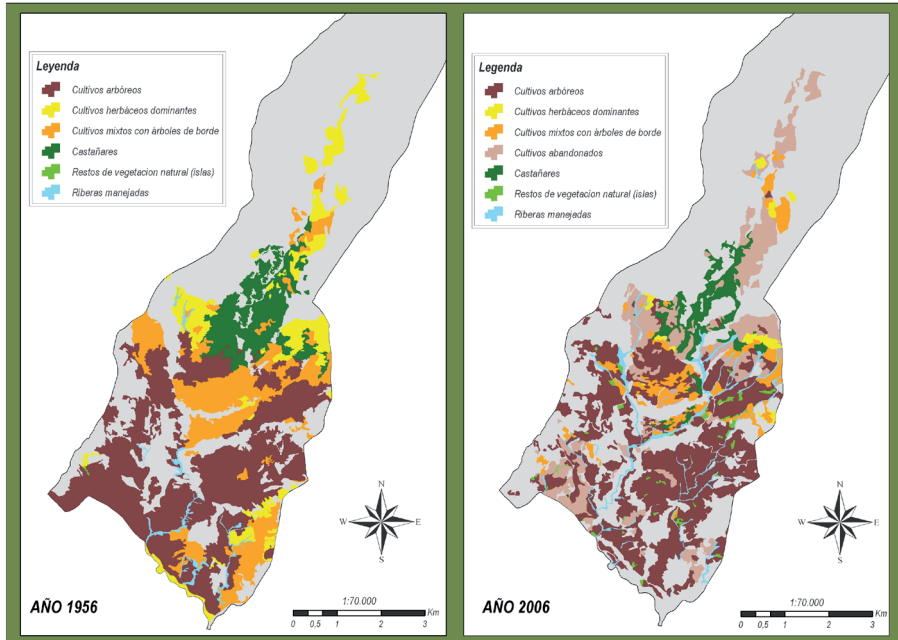 Leyenda
Cultivos arbóreos
Cultivos herbáceos dominantes
Cultivos mixtos con árboles de borde
Castañares
Restos de vegetacion natural (islas)
Riberas manejadas
N
W E
S
AÑO 1956
1:70.000
Km
0 0,5 1 2 3
Legenda
Cultivos arbóreos
Cultivos herbáceos dominantes
Cultivos mixtos con árboles de borde
Cultivos abandonados
Castañares
Restos de vegetacion natural (islas)
Riberas manejadas
N
W E
S
AÑO 2006
1:70.000
Km
0 0,5 1 2 3